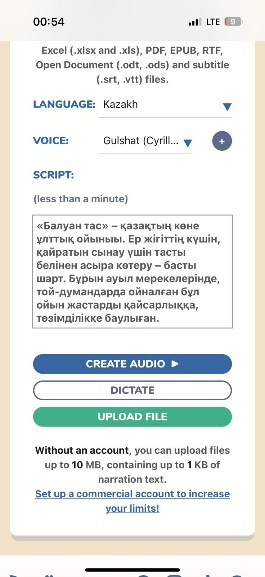 00:54
LTE 9
Excel (.xlsx and .xls), PDF, EPUB, RTF,
Open Document (.odt, .ods) and subtitle
(.srt, .vtt) files.
LANGUAGE: Kazakh
VOICE: Gulshat (Cyrill...
+
SCRIPT:
(less than a minute)
«Балуан тас» – қазақтың көне
ұлттық ойыныы. Ер жігіттің күшін,
қайратын сынау үшін тасты
белінен асыра көтеру – басты
шарт. Бұрын ауыл мерекелерінде,
той-думандарда ойналған бұл
ойын жастарды қайсарлыққа,
төзімділікке баулыған.
CREATE AUDIO
DICTATE
UPLOAD FILE
Without an account, you can upload files
up to 10 MB, containing up to 1 KB of
narration text.
Set up a commercial account to increase
your limits!